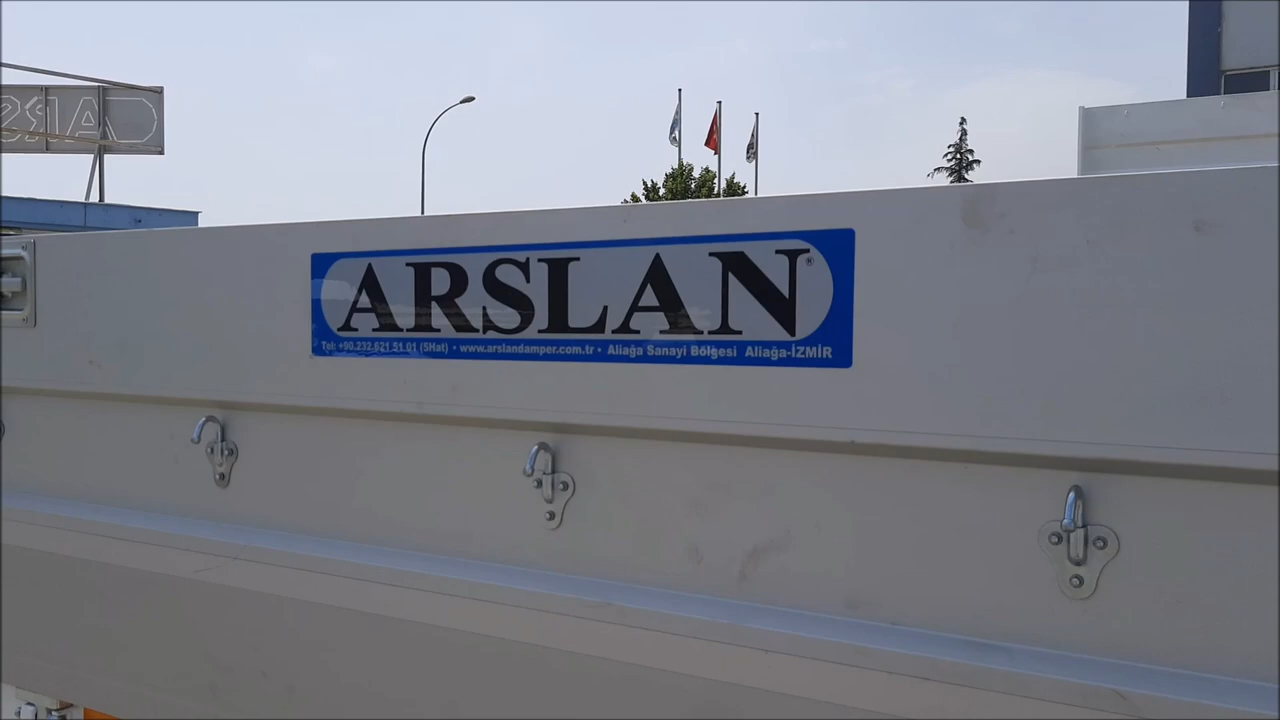 ARSLAN®
Tel: +90.232.621 51 01 (5Hat) • www.arslandamper.com.tr • Aliağa Sanayi Bölgesi Aliağa-İZMİR